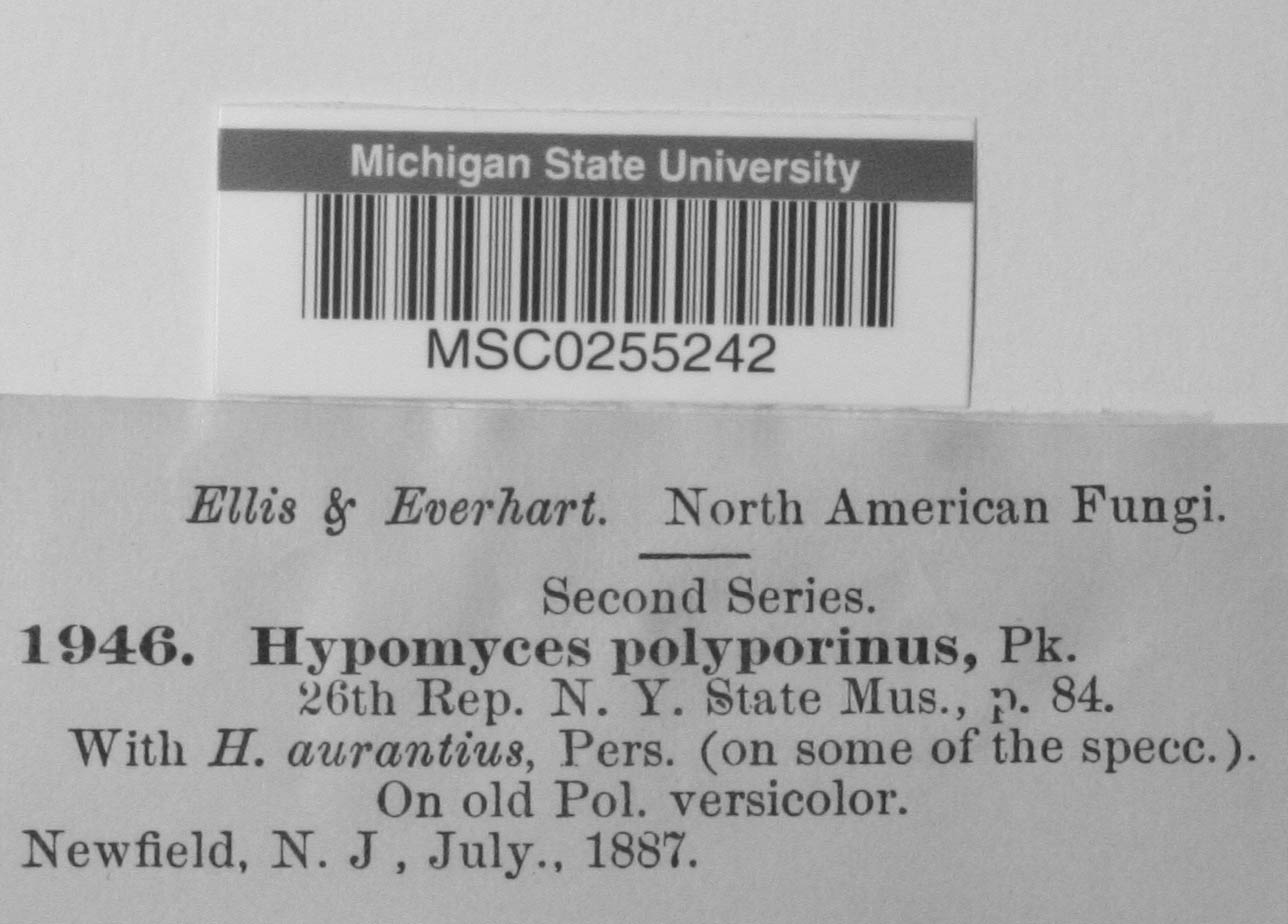 Michigan State University
MSC0255242
Ellis & Everhart. North American Fungi.
Second Series.
1946. Hypomyces polyporinus, Pk.
26th Rep. N. Y. State Mus., p. 84.
With H. aurantius, Pers. (on some of the specc.).
On old Pol. versicolor.
Newfield, N. J , July., 1887.